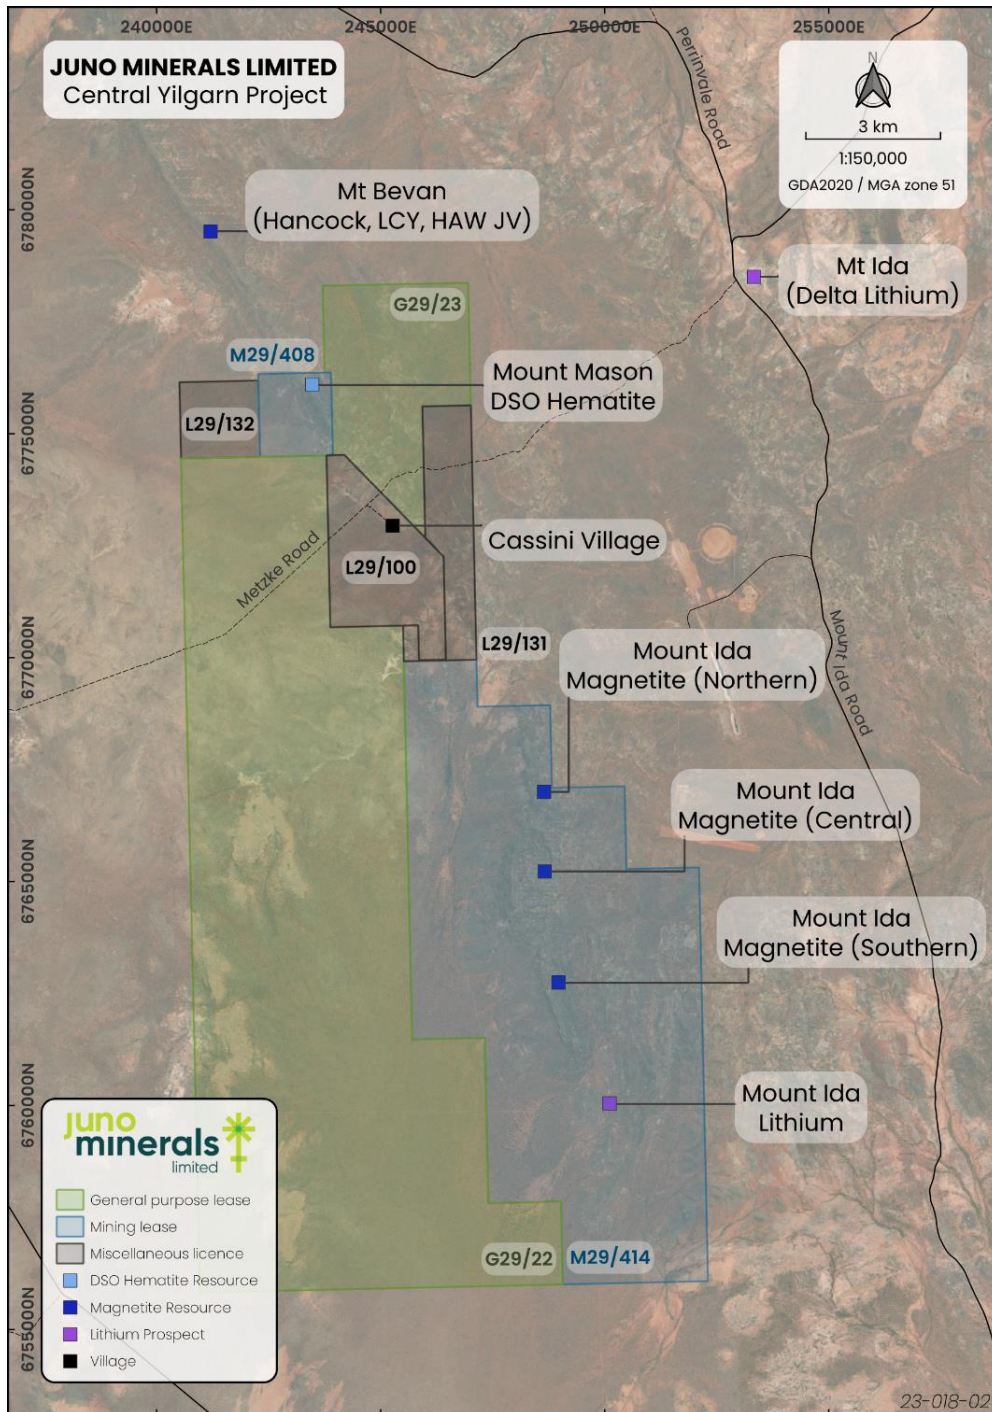 240000E
245000E
250000E
255000E
JUNO MINERALS LIMITED
Central Yilgarn Project
N
3 km
1:150,000
GDA2020 / MGA zone 51
Perrinvale Road
6780000N
Mt Bevan
(Hancock, LCY, HAW JV)
Mt Ida
(Delta Lithium)
G29/23
M29/408
Mount Mason
DSO Hematite
L29/132
6775000N
Cassini Village
L29/100
Metzke Road
L29/131
6770000N
Mount Ida
Magnetite (Northern)
Mount Ida Road
Mount Ida
Magnetite (Central)
6765000N
Mount Ida
Magnetite (Southern)
6760000N
Mount Ida
Lithium
G29/22
M29/414
6755000N
juno
minerals
limited
General purpose lease
Mining lease
Miscellaneous licence
DSO Hematite Resource
Magnetite Resource
Lithium Prospect
Village
23-018-02